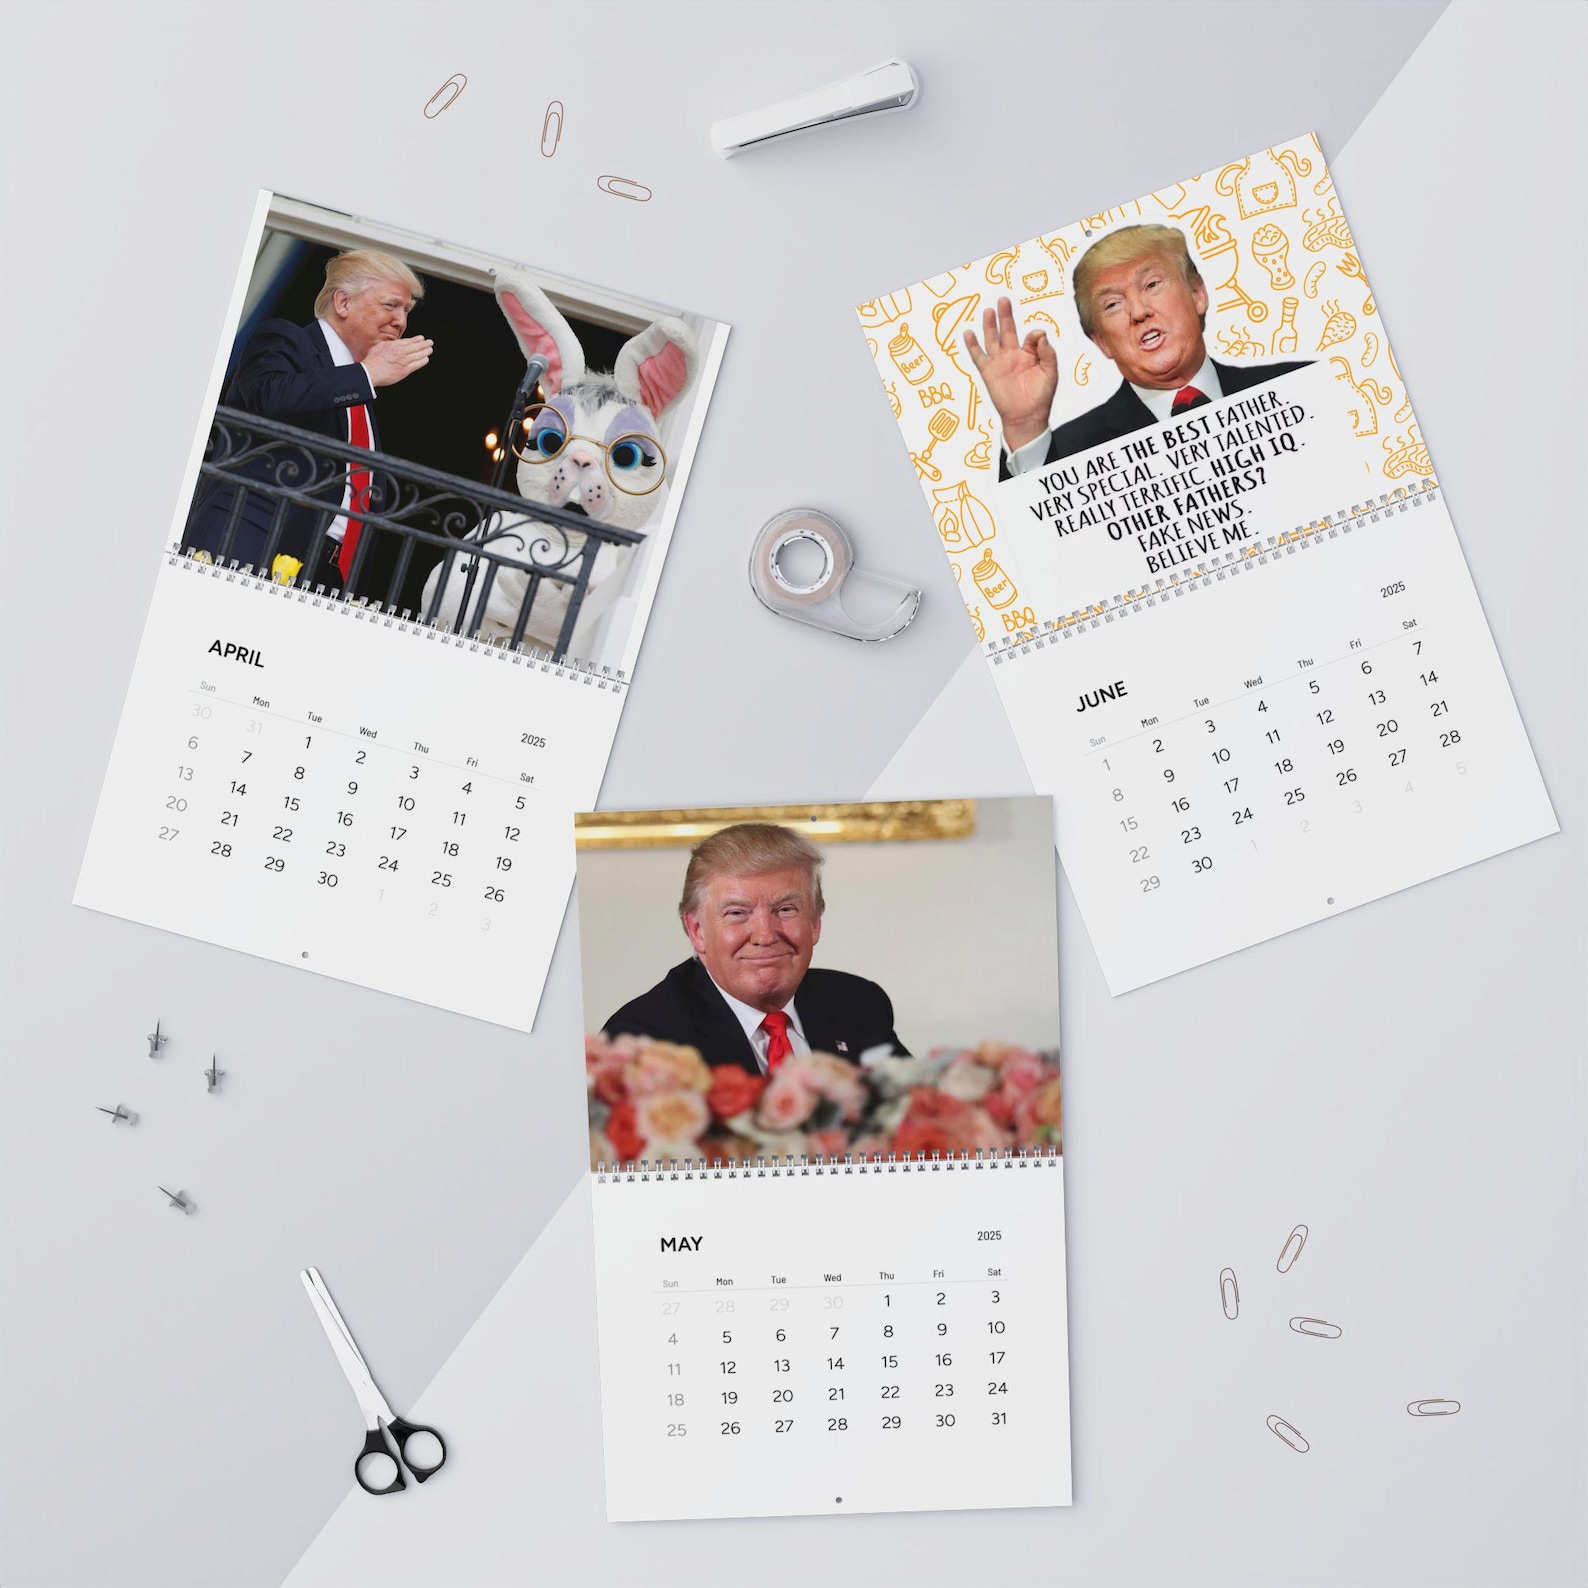 APRIL
2025
Sun Mon Tue Wed Thu Fri Sat
30 31 1 2 3 4 5
6 7 8 9 10 11 12
13 14 15 16 17 18 19
20 21 22 23 24 25 26
27 28 29 30 1 2 3
Beer
BBQ
Beer
BBQ
YOU ARE THE BEST FATHER.
VERY SPECIAL. VERY TALENTED.
REALLY TERRIFIC. HIGH IQ.
OTHER FATHERS?
FAKE NEWS.
BELIEVE ME.
JUNE
2025
Sun Mon Tue Wed Thu Fri Sat
1 2 3 4 5 6 7
8 9 10 11 12 13 14
15 16 17 18 19 20 21
22 23 24 25 26 27 28
29 30 1 2 3 4 5
MAY
2025
Sun Mon Tue Wed Thu Fri Sat
27 28 29 30 1 2 3
4 5 6 7 8 9 10
11 12 13 14 15 16 17
18 19 20 21 22 23 24
25 26 27 28 29 30 31